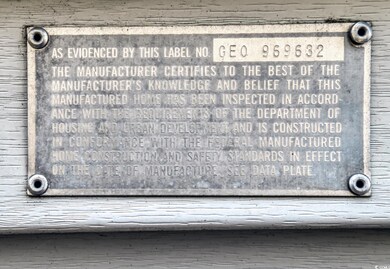 AS EVIDENCED BY THIS LABEL NO. GEO 969632
THE MANUFACTURER CERTIFIES TO THE BEST OF THE
MANUFACTURER'S KNOWLEDGE AND BELIEF THAT THIS
MANUFACTURED HOME HAS BEEN INSPECTED IN ACCORD-
ANCE WITH THE REQUIREMENTS OF THE DEPARTMENT OF
HOUSING AND URBAN DEVELOPMENT AND IS CONSTRUCTED
IN CONFORMANCE WITH THE FEDERAL MANUFACTURED
HOME CONSTRUCTION AND SAFETY STANDARDS IN EFFECT
ON THE DATE OF MANUFACTURE. SEE DATA PLATE.